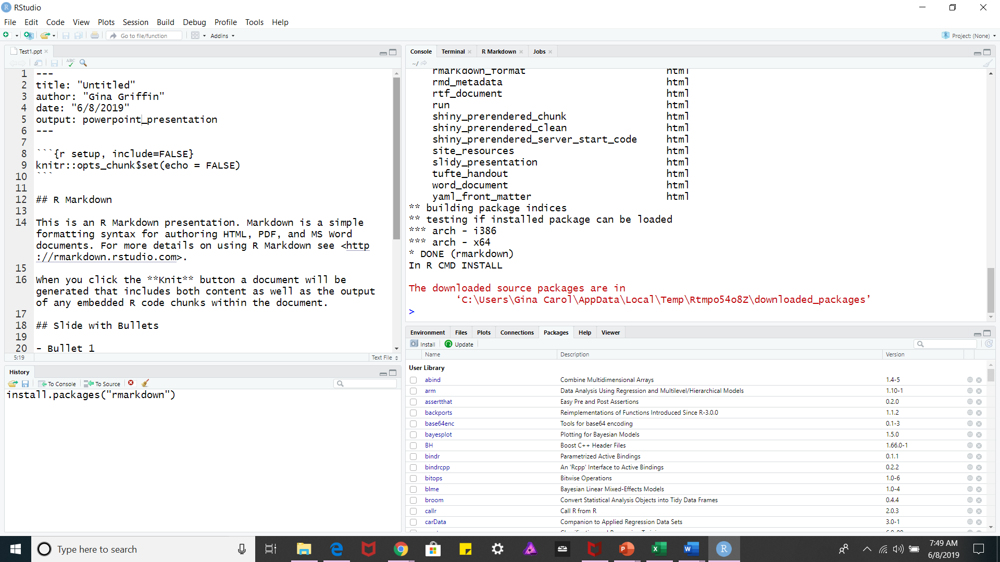 RStudio
File Edit Code View Plots Session Build Debug Profile Tools Help
Go to file/function Addins Project: (None)
Test1.ppt
ABC
1 ---
2 title: "Untitled"
3 author: "Gina Griffin"
4 date: "6/8/2019"
5 output: powerpoint_presentation
6 ---
7
8 ```{r setup, include=FALSE}
9 knitr::opts_chunk$set(echo = FALSE)
10 ```
11
12 ## R Markdown
13
14 This is an R Markdown presentation. Markdown is a simple
formatting syntax for authoring HTML, PDF, and MS Word
documents. For more details on using R Markdown see <http
://rmarkdown.rstudio.com>.
15
16 When you click the **Knit** button a document will be
generated that includes both content as well as the output
of any embedded R code chunks within the document.
17
18 ## Slide with Bullets
19
20 - Bullet 1
5:19 Text File
History
To Console To Source
install.packages("rmarkdown")
Console Terminal R Markdown Jobs
~/
rmarkdown_format html
rmd_metadata html
rtf_document html
run html
shiny_prerendered_chunk html
shiny_prerendered_clean html
shiny_prerendered_server_start_code html
site_resources html
slidy_presentation html
tufte_handout html
word_document html
yaml_front_matter html
** building package indices
** testing if installed package can be loaded
*** arch - i386
*** arch - x64
* DONE (rmarkdown)
In R CMD INSTALL
The downloaded source packages are in
‘C:\Users\Gina Carol\AppData\Local\Temp\Rtmpo54o8Z\downloaded_packages’
>
Environment Files Plots Connections Packages Help Viewer
Install Update
Name Description Version
User Library
abind Combine Multidimensional Arrays 1.4-5
arm Data Analysis Using Regression and Multilevel/Hierarchical Models 1.10-1
assertthat Easy Pre and Post Assertions 0.2.0
backports Reimplementations of Functions Introduced Since R-3.0.0 1.1.2
base64enc Tools for base64 encoding 0.1-3
bayesplot Plotting for Bayesian Models 1.5.0
BH Boost C++ Header Files 1.66.0-1
bindr Parametrized Active Bindings 0.1.1
bindrcpp An 'Rcpp' Interface to Active Bindings 0.2.2
bitops Bitwise Operations 1.0-6
blme Bayesian Linear Mixed-Effects Models 1.0-4
broom Convert Statistical Analysis Objects into Tidy Data Frames 0.4.4
callr Call R from R 2.0.3
carData Companion to Applied Regression Data Sets 3.0-1
Type here to search
7:49 AM
6/8/2019